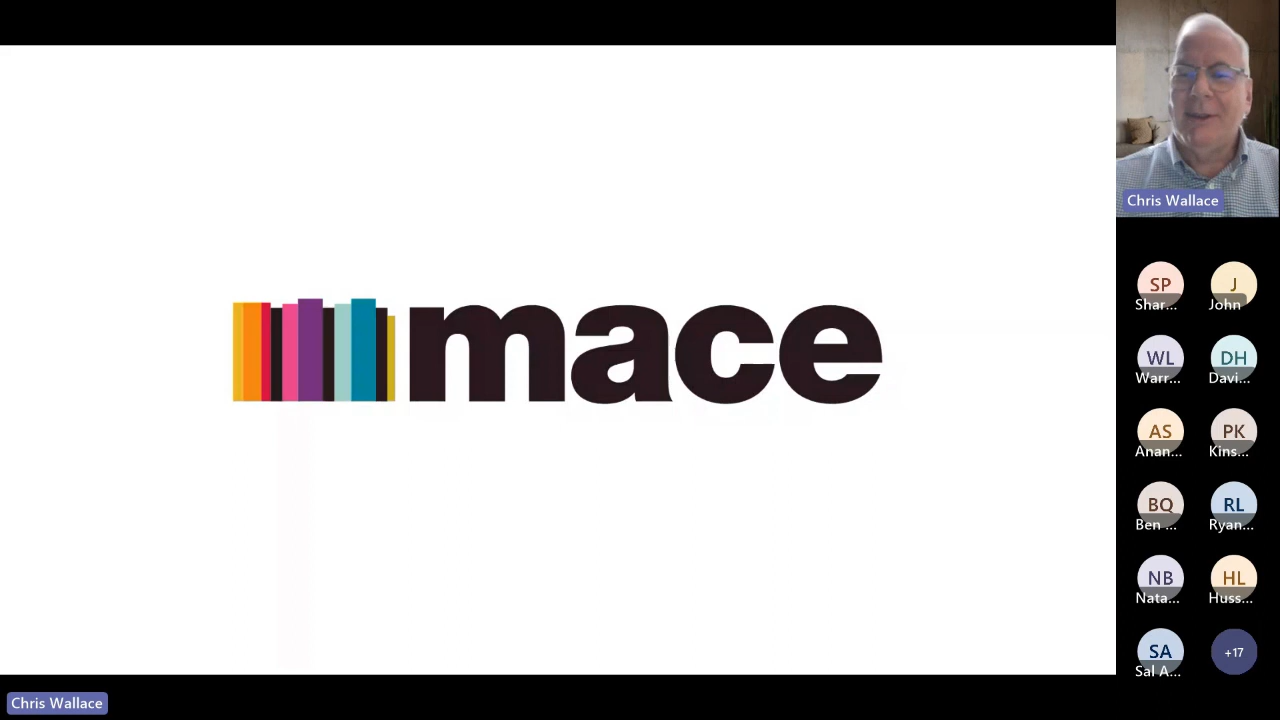 mace
Chris Wallace
SP
Shar...
J
John
WL
Warr...
DH
Davi...
AS
Anan...
PK
Kins...
BQ
Ben ...
RL
Ryan...
NB
Nata...
HL
Huss...
SA
Sal A...
+17
Chris Wallace